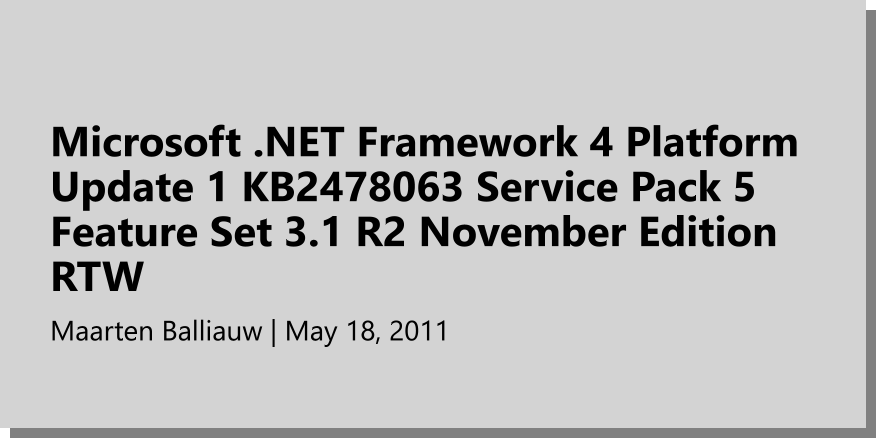 Microsoft .NET Framework 4 Platform
Update 1 KB2478063 Service Pack 5
Feature Set 3.1 R2 November Edition
RTW
Maarten Balliauw | May 18, 2011